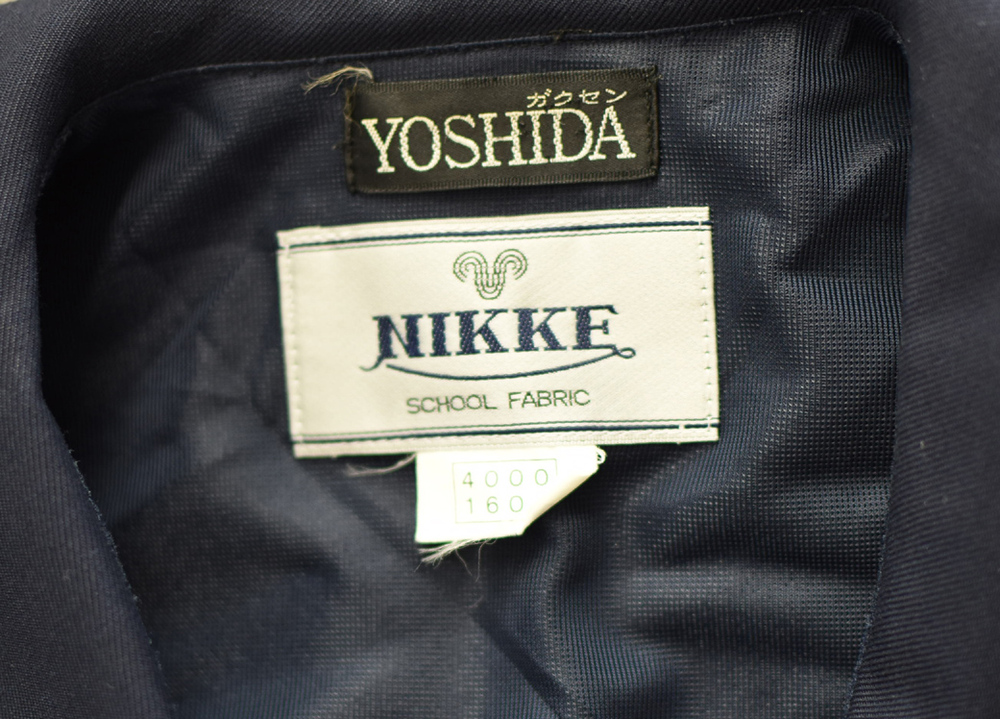 ガクセン
YOSHIDA
NIKKE
SCHOOL FABRIC
4000
160